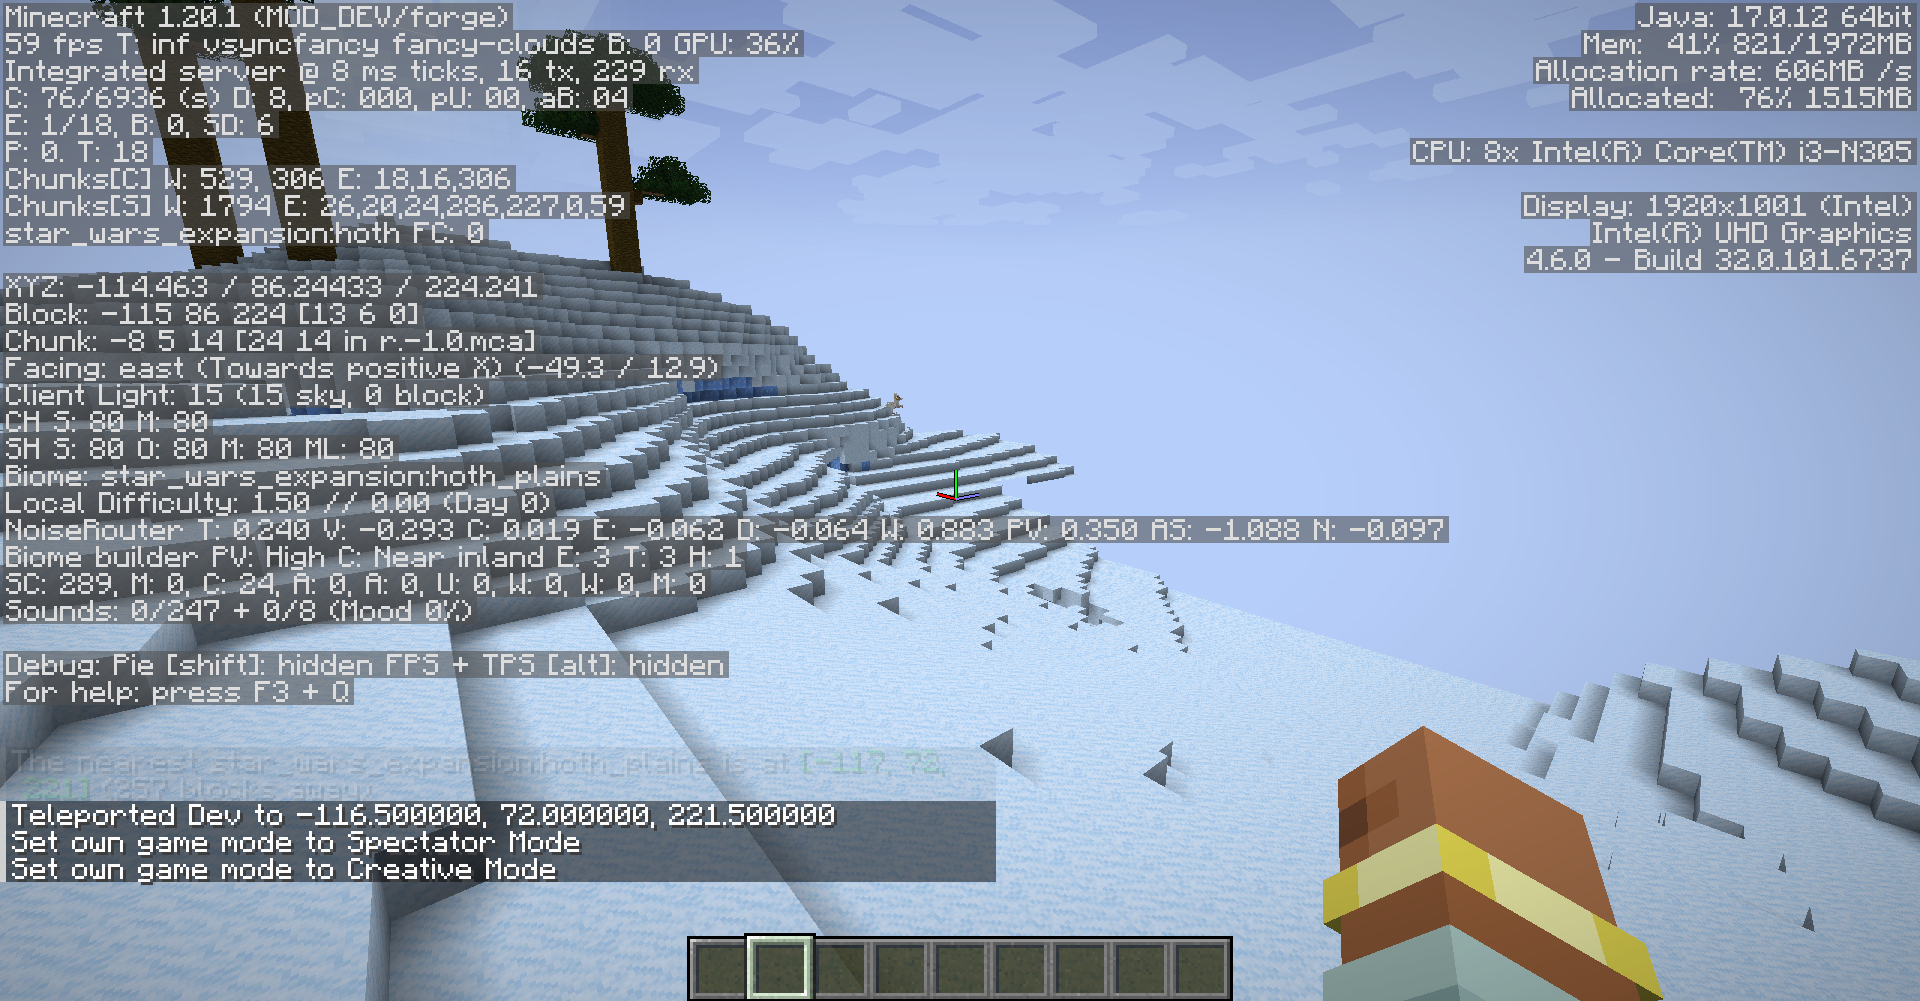 Minecraft 1.20.1 (MOD_DEV/forge)
59 fps T: inf vsyncfancy fancy-clouds B: 0 GPU: 36%
Integrated server @ 8 ms ticks, 16 tx, 229 rx
C: 76/6936 (s) D: 8, pC: 000, pU: 00, aB: 04
E: 1/18, B: 0, SD: 6
P: 0. T: 18
Chunks[C] W: 529, 306 E: 18,16,306
Chunks[S] W: 1794 E: 26,20,24,286,227,0,59
star_wars_expansion:hoth FC: 0
XYZ: -114.463 / 86.24433 / 224.241
Block: -115 86 224 [13 6 0]
Chunk: -8 5 14 [24 14 in r.-1.0.mca]
Facing: east (Towards positive X) (-49.3 / 12.9)
Client Light: 15 (15 sky, 0 block)
CH S: 80 M: 80
SH S: 80 O: 80 M: 80 ML: 80
Biome: star_wars_expansion:hoth_plains
Local Difficulty: 1.50 // 0.00 (Day 0)
NoiseRouter T: 0.240 V: -0.293 C: 0.019 E: -0.062 D: -0.064 W: 0.883 PV: 0.350 AS: -1.088 N: -0.097
Biome builder PV: High C: Near inland E: 3 T: 3 H: 1
SC: 289, M: 0, C: 24, A: 0, A: 0, U: 0, W: 0, W: 0, M: 0
Sounds: 0/247 + 0/8 (Mood 0%)
Debug: Pie [shift]: hidden FPS + TPS [alt]: hidden
For help: press F3 + Q
Java: 17.0.12 64bit
Mem: 41% 821/1972MB
Allocation rate: 606MB /s
Allocated: 76% 1515MB
CPU: 8x Intel(R) Core(TM) i3-N305
Display: 1920x1001 (Intel)
Intel(R) UHD Graphics
4.6.0 - Build 32.0.101.6737
The nearest star_wars_expansion:hoth_plains is at [-117, 72,
221] (257 blocks away)
Teleported Dev to -116.500000, 72.000000, 221.500000
Set own game mode to Spectator Mode
Set own game mode to Creative Mode